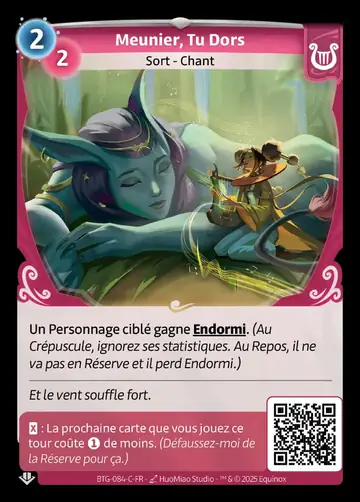 2
2
Meunier, Tu Dors
Sort - Chant
Un Personnage ciblé gagne Endormi. (Au
Crépuscule, ignorez ses statistiques. Au Repos, il ne
va pas en Réserve et il perd Endormi.)
Et le vent souffle fort.
X : La prochaine carte que vous jouez ce
tour coûte 1 de moins. (Défaussez-moi de
la Réserve pour ça.)
BTG-084-C-FR - HuoMiao Studio - ™ & © 2025 Equinox